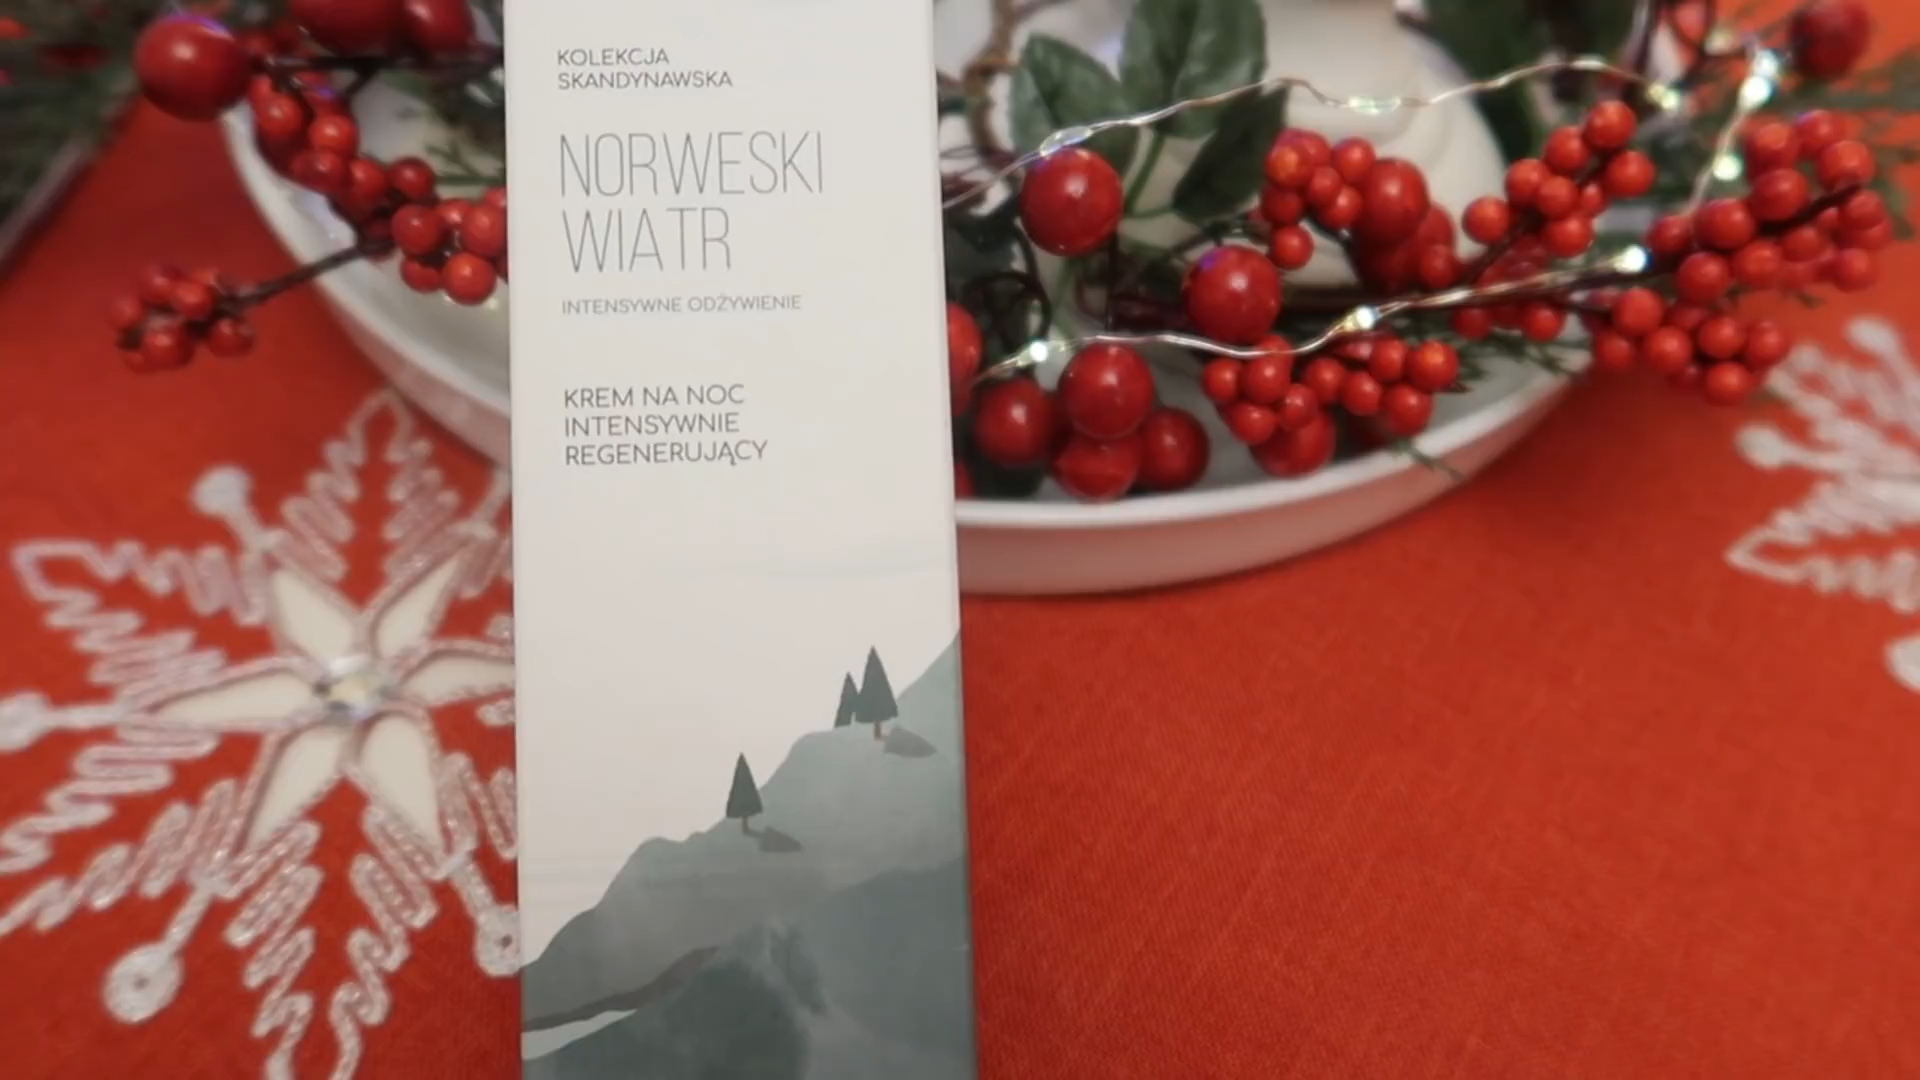 KOLEKCJA
SKANDYNAWSKA
NORWESKI
WIATR
INTENSYWNE ODŻYWIENIE
KREM NA NOC
INTENSYWNIE
REGENERUJĄCY